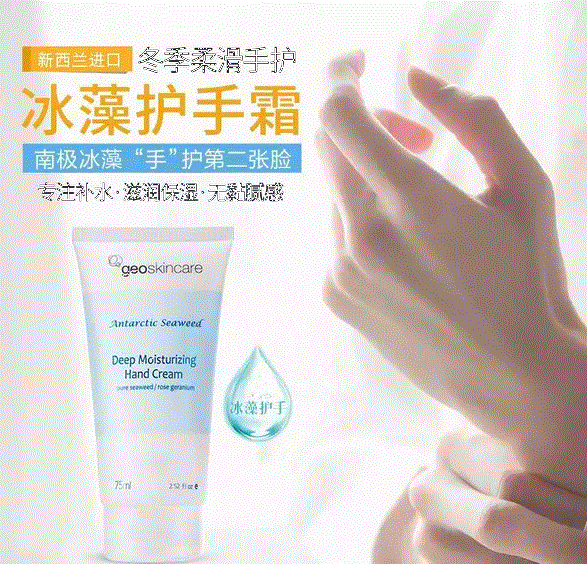 新西兰进口 冬季柔滑手护
冰藻护手霜
南极冰藻“手”护第二张脸
专注补水·滋润保湿·无黏腻感
geoskincare
Antarctic Seaweed
Deep Moisturizing
Hand Cream
pure seaweed / rose geranium
冰藻护手
75ml 2.52 fl oz e